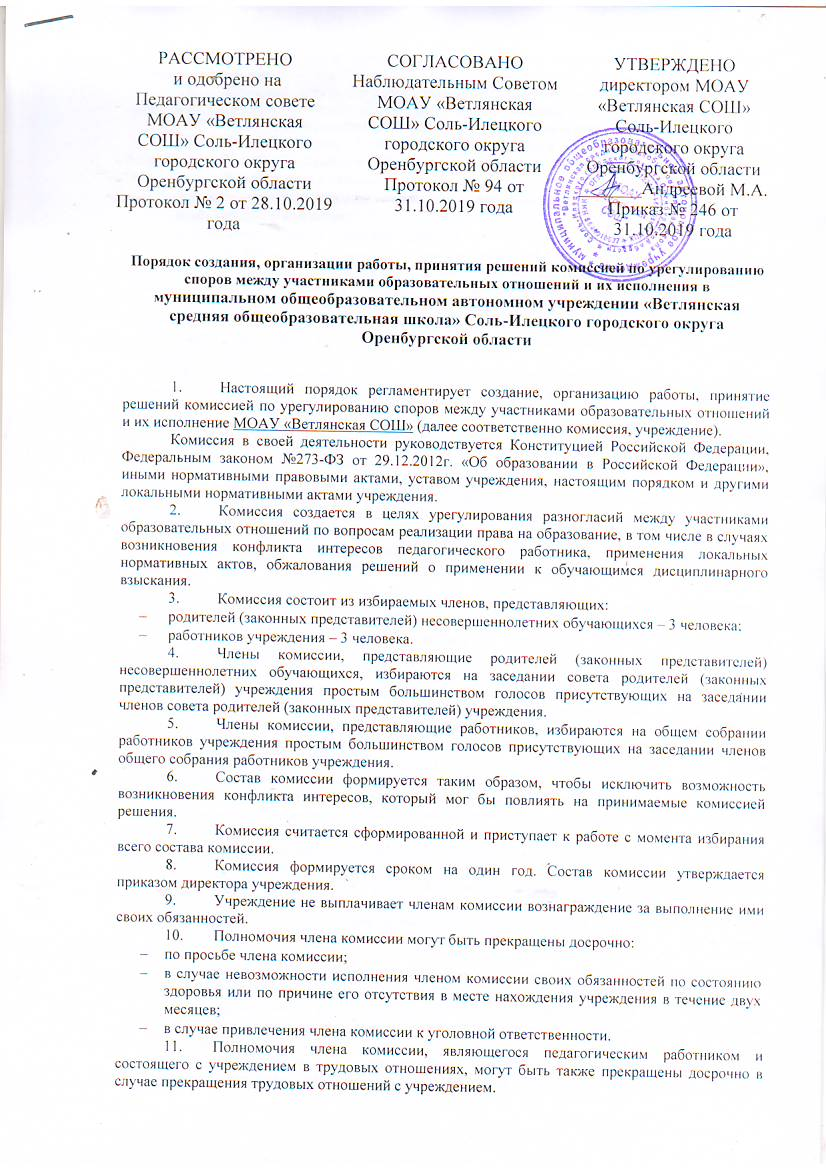 РАССМОТРЕНО
и одобрено на
Педагогическом совете
МОАУ «Ветлянская
СОШ» Соль-Илецкого
городского округа
Оренбургской области
Протокол № 2 от 28.10.2019
года
СОГЛАСОВАНО
Наблюдательным Советом
МОАУ «Ветлянская
СОШ» Соль-Илецкого
городского округа
Оренбургской области
Протокол № 94 от
31.10.2019 года
УТВЕРЖДЕНО
директором МОАУ
«Ветлянская СОШ»
Соль-Илецкого
городского округа
Оренбургской области
Андреевой М.А.
Приказ № 246 от
31.10.2019 года
Порядок создания, организации работы, принятия решений комиссией по урегулированию
споров между участниками образовательных отношений и их исполнения в
муниципальном общеобразовательном автономном учреждении «Ветлянская
средняя общеобразовательная школа» Соль-Илецкого городского округа
Оренбургской области
1. Настоящий порядок регламентирует создание, организацию работы, принятие
решений комиссией по урегулированию споров между участниками образовательных отношений
и их исполнение МОАУ «Ветлянская СОШ» (далее соответственно комиссия, учреждение).
Комиссия в своей деятельности руководствуется Конституцией Российской Федерации,
Федеральным законом №273-ФЗ от 29.12.2012г. «Об образовании в Российской Федерации»,
иными нормативными правовыми актами, уставом учреждения, настоящим порядком и другими
локальными нормативными актами учреждения.
2. Комиссия создается в целях урегулирования разногласий между участниками
образовательных отношений по вопросам реализации права на образование, в том числе в случаях
возникновения конфликта интересов педагогического работника, применения локальных
нормативных актов, обжалования решений о применении к обучающимся дисциплинарного
взыскания.
3. Комиссия состоит из избираемых членов, представляющих:
– родителей (законных представителей) несовершеннолетних обучающихся – 3 человека;
– работников учреждения – 3 человека.
4. Члены комиссии, представляющие родителей (законных представителей)
несовершеннолетних обучающихся, избираются на заседании совета родителей (законных
представителей) учреждения простым большинством голосов присутствующих на заседании
членов совета родителей (законных представителей) учреждения.
5. Члены комиссии, представляющие работников, избираются на общем собрании
работников учреждения простым большинством голосов присутствующих на заседании членов
общего собрания работников учреждения.
6. Состав комиссии формируется таким образом, чтобы исключить возможность
возникновения конфликта интересов, который мог бы повлиять на принимаемые комиссией
решения.
7. Комиссия считается сформированной и приступает к работе с момента избирания
всего состава комиссии.
8. Комиссия формируется сроком на один год. Состав комиссии утверждается
приказом директора учреждения.
9. Учреждение не выплачивает членам комиссии вознаграждение за выполнение ими
своих обязанностей.
10. Полномочия члена комиссии могут быть прекращены досрочно:
– по просьбе члена комиссии;
– в случае невозможности исполнения членом комиссии своих обязанностей по состоянию
здоровья или по причине его отсутствия в месте нахождения учреждения в течение двух
месяцев;
– в случае привлечения члена комиссии к уголовной ответственности.
11. Полномочия члена комиссии, являющегося педагогическим работником и
состоящего с учреждением в трудовых отношениях, могут быть также прекращены досрочно в
случае прекращения трудовых отношений с учреждением.